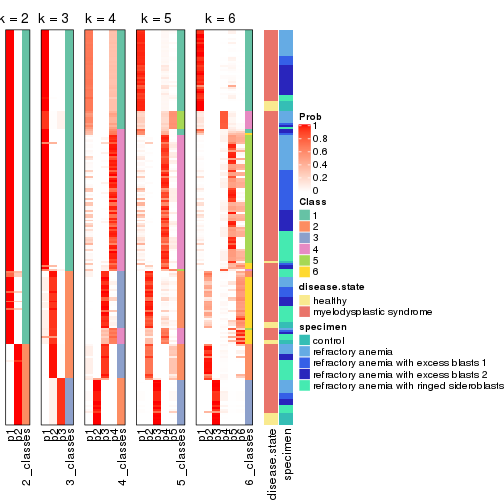 k = 2 k = 3 k = 4 k = 5 k = 6
Prob
1
0.8
0.6
0.4
0.2
0
Class
1
2
3
4
5
6
disease.state
healthy
myelodysplastic syndrome
specimen
control
refractory anemia
refractory anemia with excess blasts 1
refractory anemia with excess blasts 2
refractory anemia with ringed sideroblasts
p1 p2 2_classes p1 p2 p3 3_classes p1 p2 p3 p4 4_classes p1 p2 p3 p4 p5 5_classes p1 p2 p3 p4 p5 p6 6_classes disease.state specimen